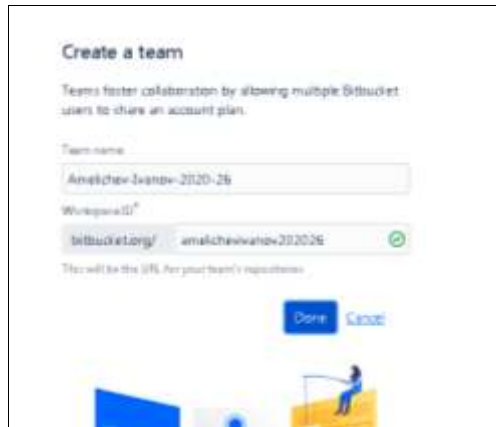 Create a team
Teams foster collaboration by allowing multiple Bitbucket
users to share an account plan.
Team name
Amelichev-Ivanov-2020-26
Workspace ID*
bitbucket.org/ amelichevivanov202026
This will be the URL for your team's repositories
Done Cancel